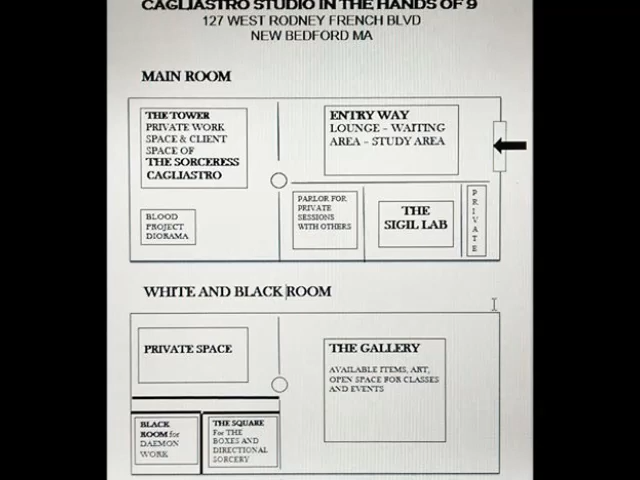 CAGLIASTRO STUDIO IN THE HANDS OF 9
127 WEST RODNEY FRENCH BLVD
NEW BEDFORD MA
MAIN ROOM
THE TOWER
PRIVATE WORK
SPACE & CLIENT
SPACE OF
THE SORCERESS
CAGLIASTRO
ENTRY WAY
LOUNGE – WAITING
AREA – STUDY AREA
BLOOD
PROJECT
DIORAMA
PARLOR FOR
PRIVATE
SESSIONS
WITH OTHERS
THE
SIGIL LAB
PRIVATE
WHITE AND BLACK ROOM
PRIVATE SPACE
THE GALLERY
AVAILABLE ITEMS, ART,
OPEN SPACE FOR CLASSES
AND EVENTS
BLACK
ROOM for
DAEMON
WORK
THE SQUARE
For THE
BOXES AND
DIRECTIONAL
SORCERY